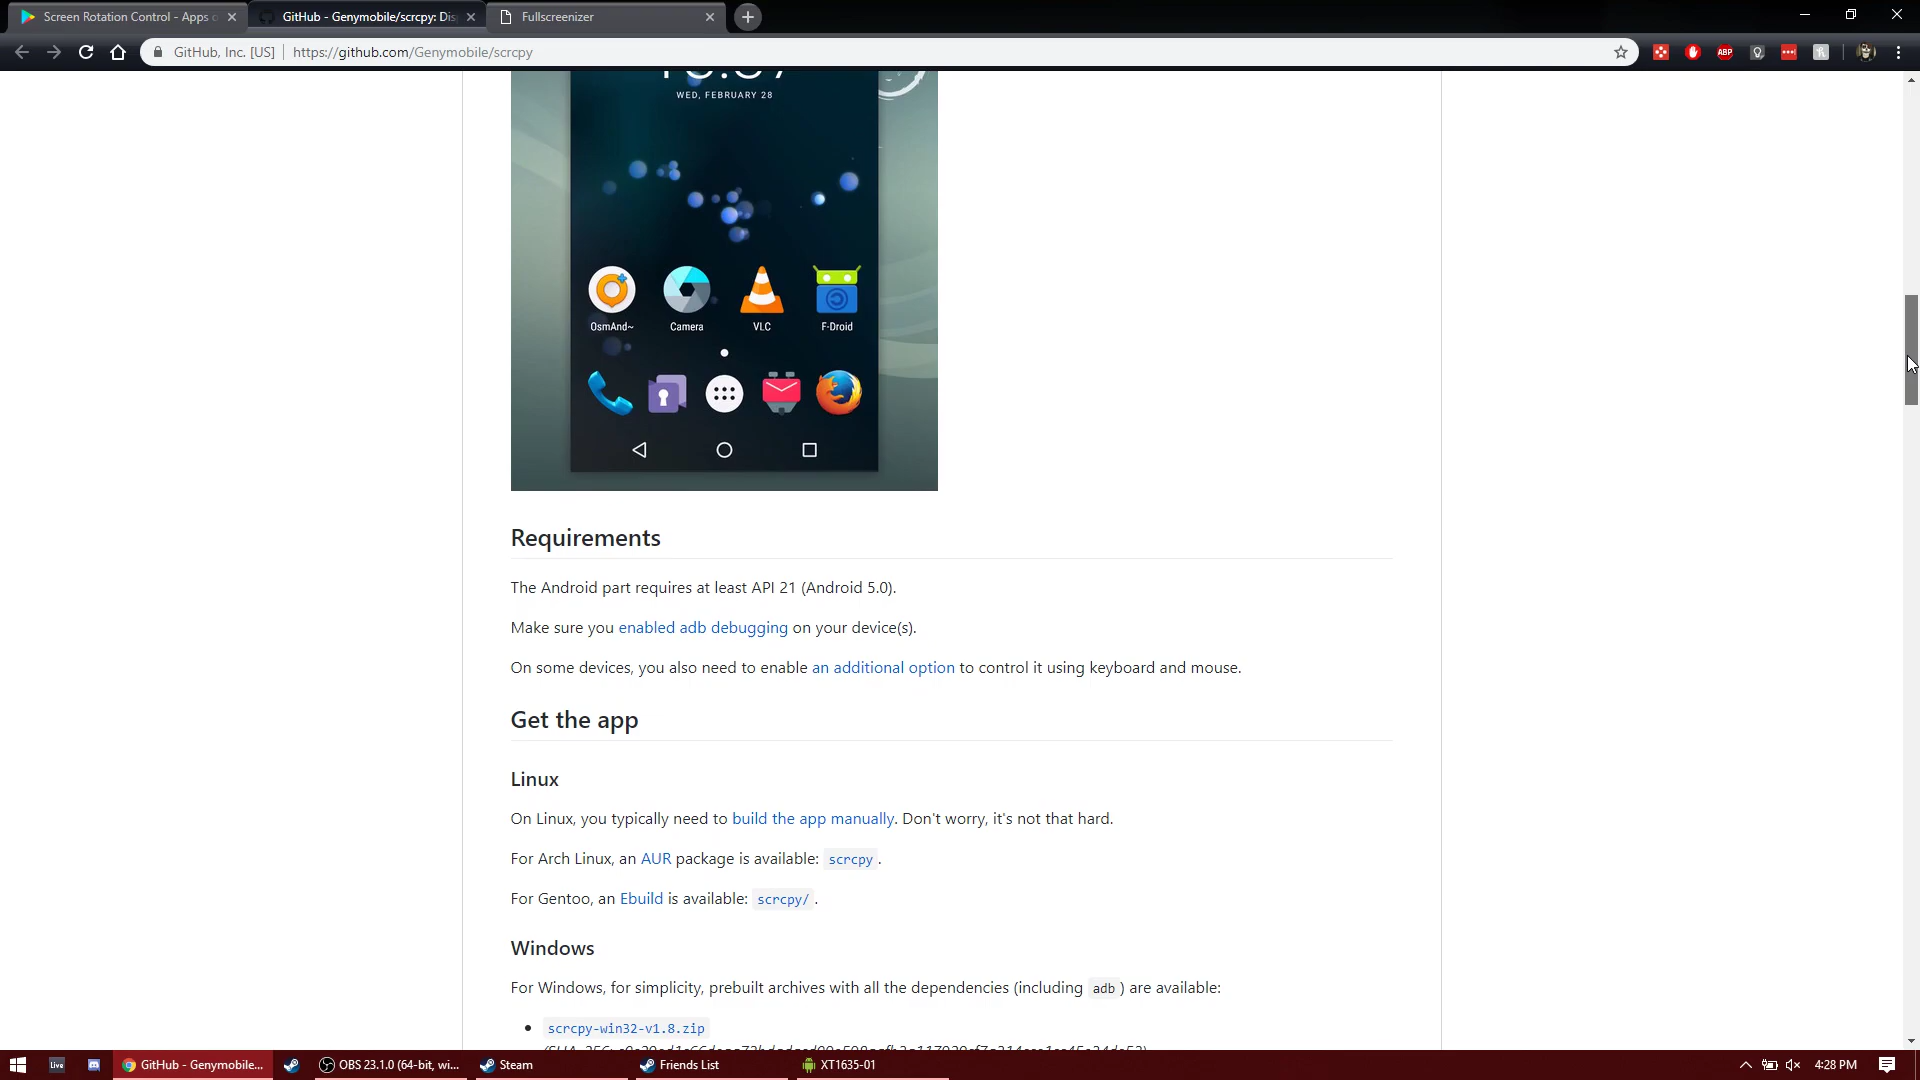 Screen Rotation Control - Apps o
GitHub - Genymobile/scrcpy: Dis
Fullscreenizer
GitHub, Inc. [US]
https://github.com/Genymobile/scrcpy
ABP
WED, FEBRUARY 28
OsmAnd~
Camera
VLC
F-Droid
Requirements
The Android part requires at least API 21 (Android 5.0).
Make sure you enabled adb debugging on your device(s).
On some devices, you also need to enable an additional option to control it using keyboard and mouse.
Get the app
Linux
On Linux, you typically need to build the app manually. Don't worry, it's not that hard.
For Arch Linux, an AUR package is available: scrcpy .
For Gentoo, an Ebuild is available: scrcpy/ .
Windows
For Windows, for simplicity, prebuilt archives with all the dependencies (including adb ) are available:
scrcpy-win32-v1.8.zip
Live
GitHub - Genymobile...
OBS 23.1.0 (64-bit, wi...
Steam
Friends List
XT1635-01
4:28 PM